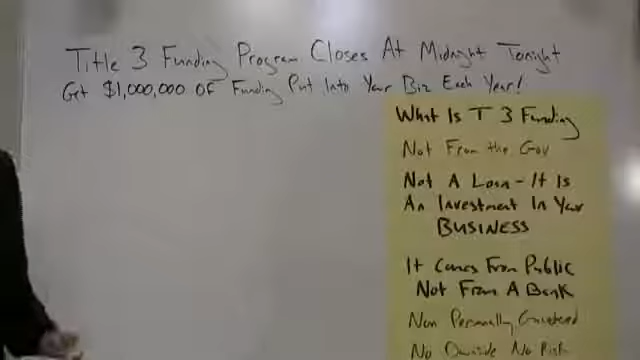 Title 3 Funding Program Closes At Midnight Tonight
Get $1,000,000 Of Funding Put Into Your Biz Each Year!
What Is T 3 Funding
Not From the Gov
Not A Loan - It Is
An Investment In Your
BUSINESS
It Comes From Public
Not From A Bank
Non Personally
No Downside No Risk